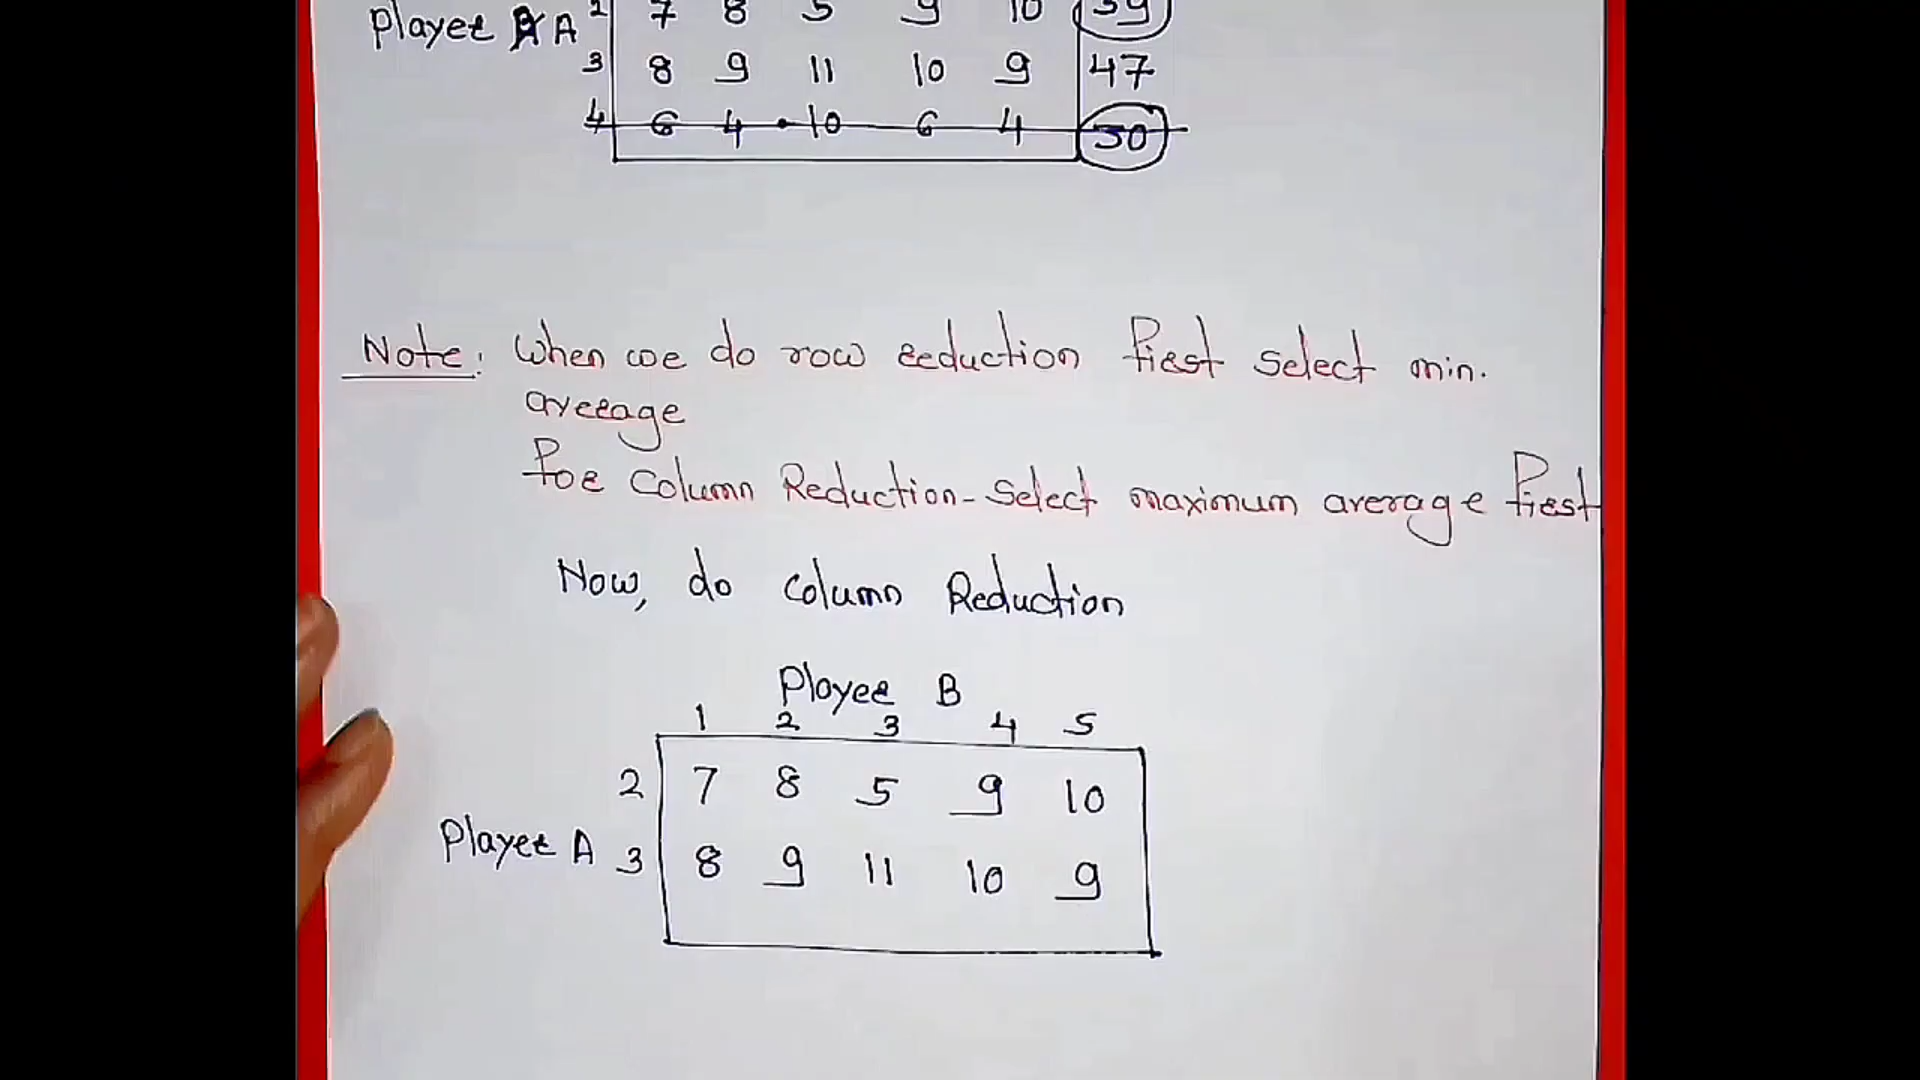 Player A 2 7 8 5 9 10 39
3 8 9 11 10 9 47
4 6 4 10 6 4 30
Note: When we do row reduction first select min.
average
for Column Reduction-Select maximum average first
Now, do Column Reduction
Player B
1 2 3 4 5
2 7 8 5 9 10
Player A 3 8 9 11 10 9